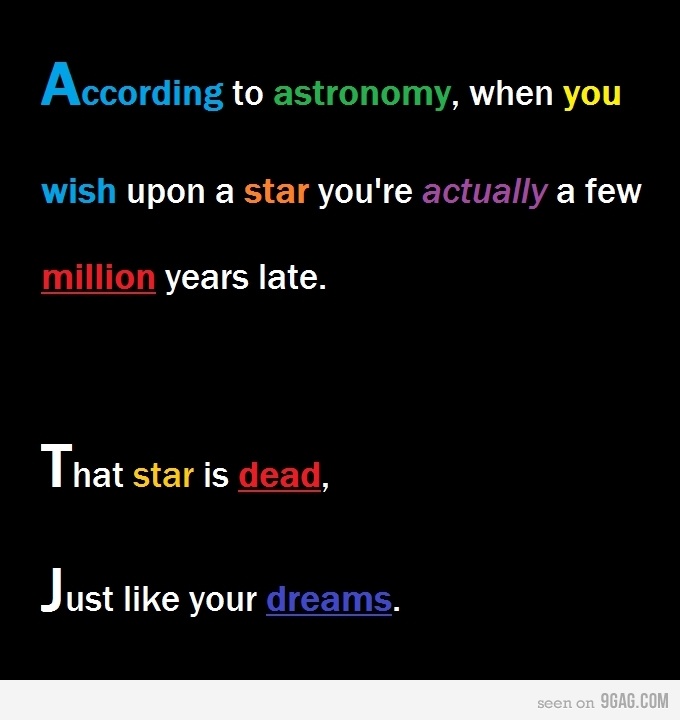 According to astronomy, when you
wish upon a star you're actually a few
million years late.
That star is dead,
Just like your dreams.
seen on 9GAG.COM